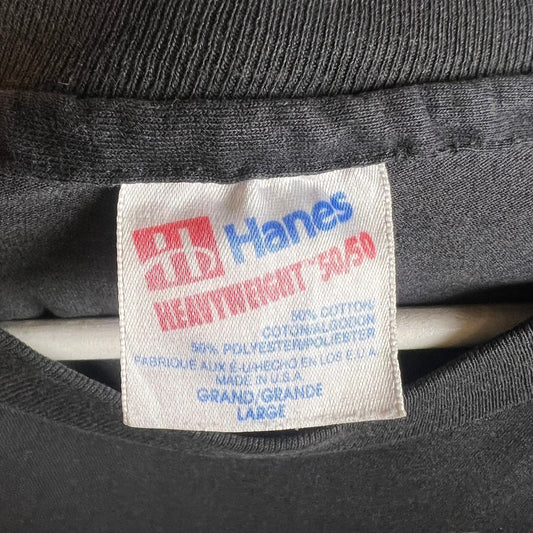 Hanes
HEAVYWEIGHT™ 50/50
50% COTTON/
COTON/ALGODON
50% POLYESTER/POLIESTER
FABRIQUE AUX É-U/HECHO EN LOS E.U.A.
MADE IN U.S.A.
GRAND/GRANDE
LARGE